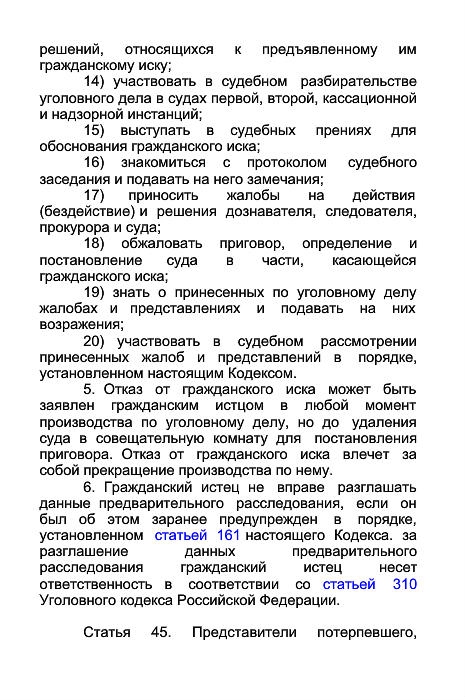 решений, относящихся к предъявленному им
гражданскому иску;
14) участвовать в судебном разбирательстве
уголовного дела в судах первой, второй, кассационной
и надзорной инстанций;
15) выступать в судебных прениях для
обоснования гражданского иска;
16) знакомиться с протоколом судебного
заседания и подавать на него замечания;
17) приносить жалобы на действия
(бездействие) и решения дознавателя, следователя,
прокурора и суда;
18) обжаловать приговор, определение и
постановление суда в части, касающейся
гражданского иска;
19) знать о принесенных по уголовному делу
жалобах и представлениях и подавать на них
возражения;
20) участвовать в судебном рассмотрении
принесенных жалоб и представлений в порядке,
установленном настоящим Кодексом.
5. Отказ от гражданского иска может быть
заявлен гражданским истцом в любой момент
производства по уголовному делу, но до удаления
суда в совещательную комнату для постановления
приговора. Отказ от гражданского иска влечет за
собой прекращение производства по нему.
6. Гражданский истец не вправе разглашать
данные предварительного расследования, если он
был об этом заранее предупрежден в порядке,
установленном статьей 161 настоящего Кодекса. за
разглашение данных предварительного
расследования гражданский истец несет
ответственность в соответствии со статьей 310
Уголовного кодекса Российской Федерации.
Статья 45. Представители потерпевшего,